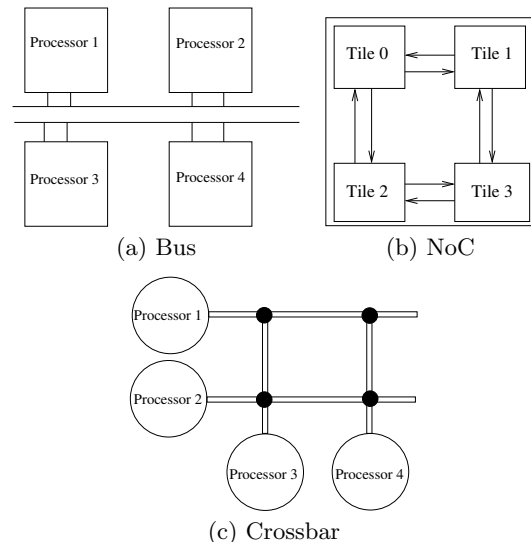 Processor 1
Processor 2
Processor 3
Processor 4
(a) Bus
Tile 0
Tile 1
Tile 2
Tile 3
(b) NoC
Processor 1
Processor 2
Processor 3
Processor 4
(c) Crossbar